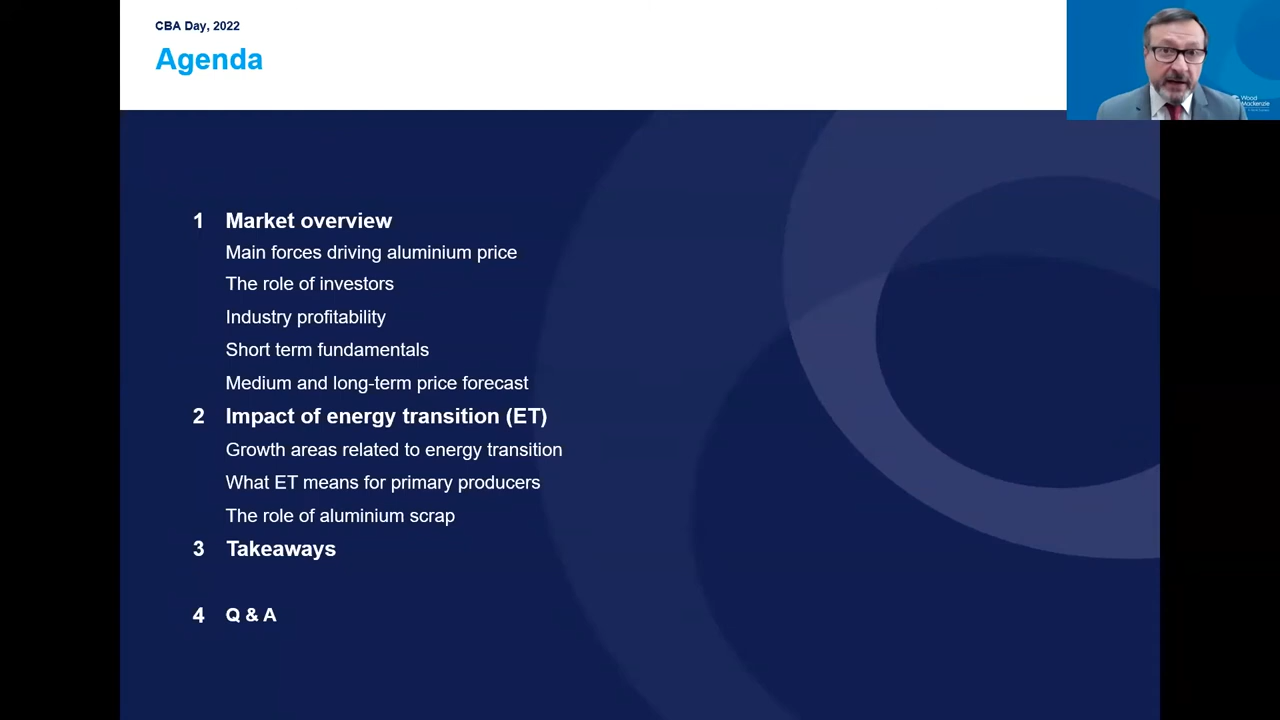 CBA Day, 2022
Agenda
Wood
Mackenzie
1 Market overview
Main forces driving aluminium price
The role of investors
Industry profitability
Short term fundamentals
Medium and long-term price forecast
2 Impact of energy transition (ET)
Growth areas related to energy transition
What ET means for primary producers
The role of aluminium scrap
3 Takeaways
4 Q & A